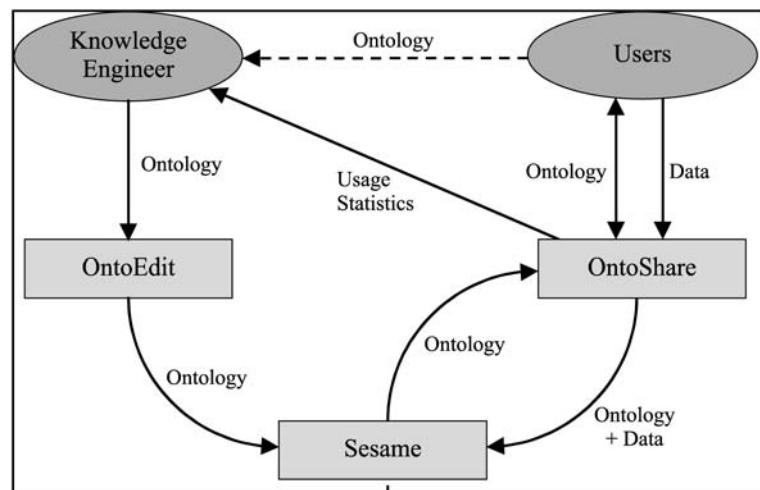 Knowledge
Engineer
Ontology
Users
Ontology
Usage
Statistics
Ontology
Data
OntoEdit
OntoShare
Ontology
Ontology
Ontology
+ Data
Sesame